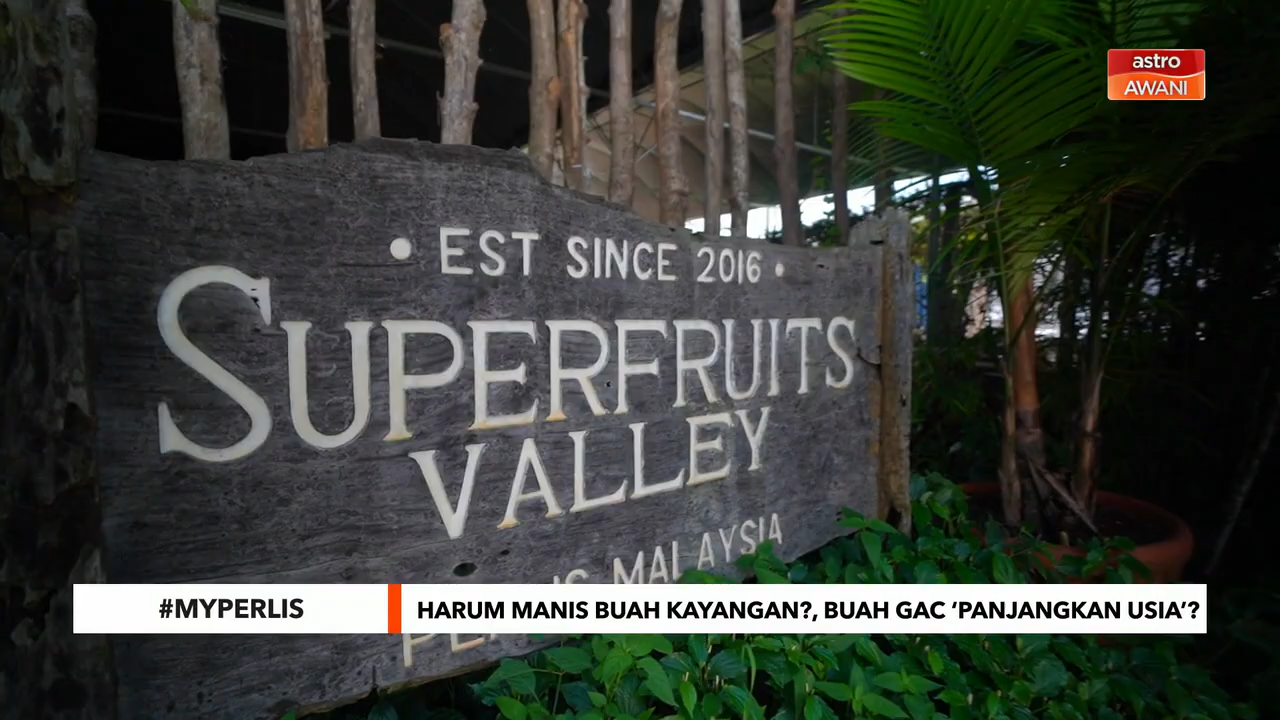 astro
AWANI
• EST SINCE 2016 •
SUPERFRUITS
VALLEY
MALAYSIA
#MYPERLIS
HARUM MANIS BUAH KAYANGAN?, BUAH GAC ‘PANJANGKAN USIA’?